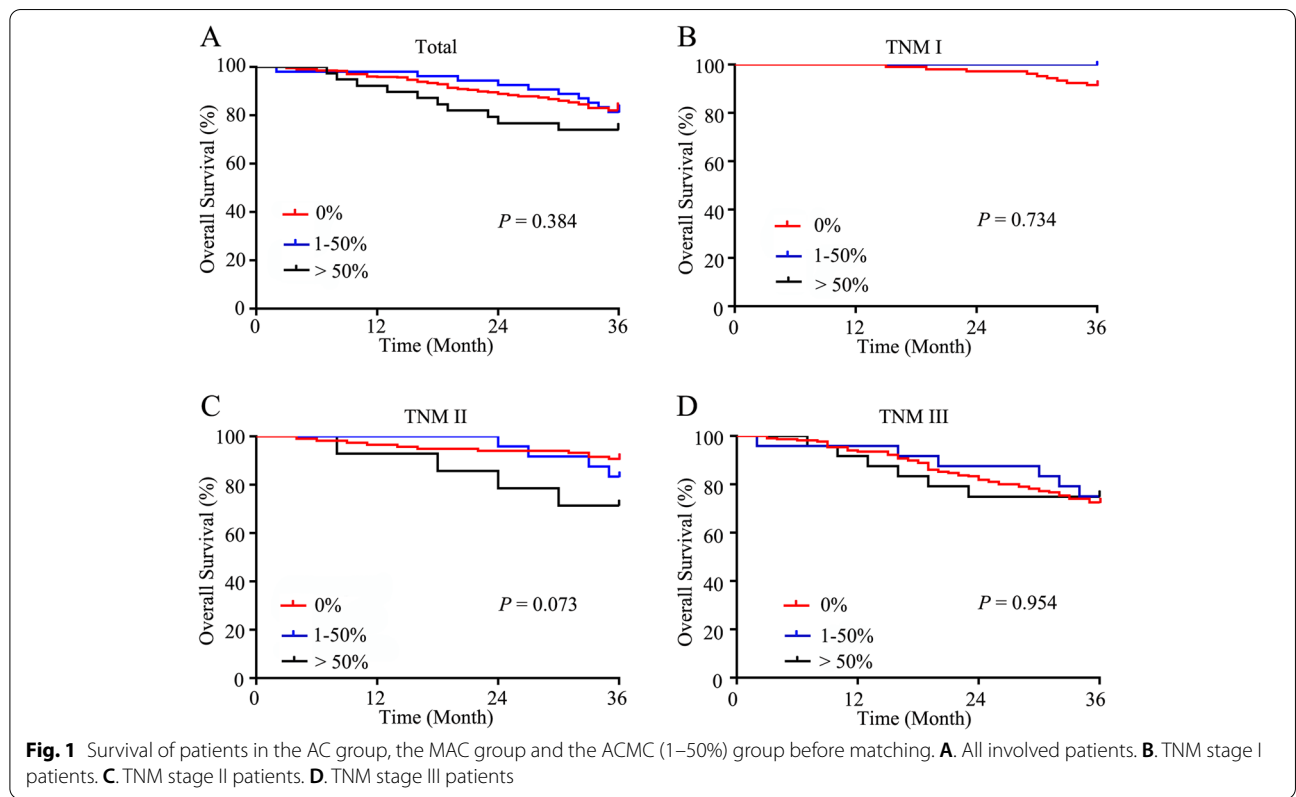 A
Total
100
80
60
40
20
0
Overall Survival (%)
0%
1-50%
> 50%
P = 0.384
0
12
24
36
Time (Month)
B
TNM I
100
80
60
40
20
0
Overall Survival (%)
0%
1-50%
> 50%
P = 0.734
0
12
24
36
Time (Month)
C
TNM II
100
80
60
40
20
0
Overall Survival (%)
0%
1-50%
> 50%
P = 0.073
0
12
24
36
Time (Month)
D
TNM III
100
80
60
40
20
0
Overall Survival (%)
0%
1-50%
> 50%
P = 0.954
0
12
24
36
Time (Month)
Fig. 1 Survival of patients in the AC group, the MAC group and the ACMC (1–50%) group before matching. A. All involved patients. B. TNM stage I
patients. C. TNM stage II patients. D. TNM stage III patients